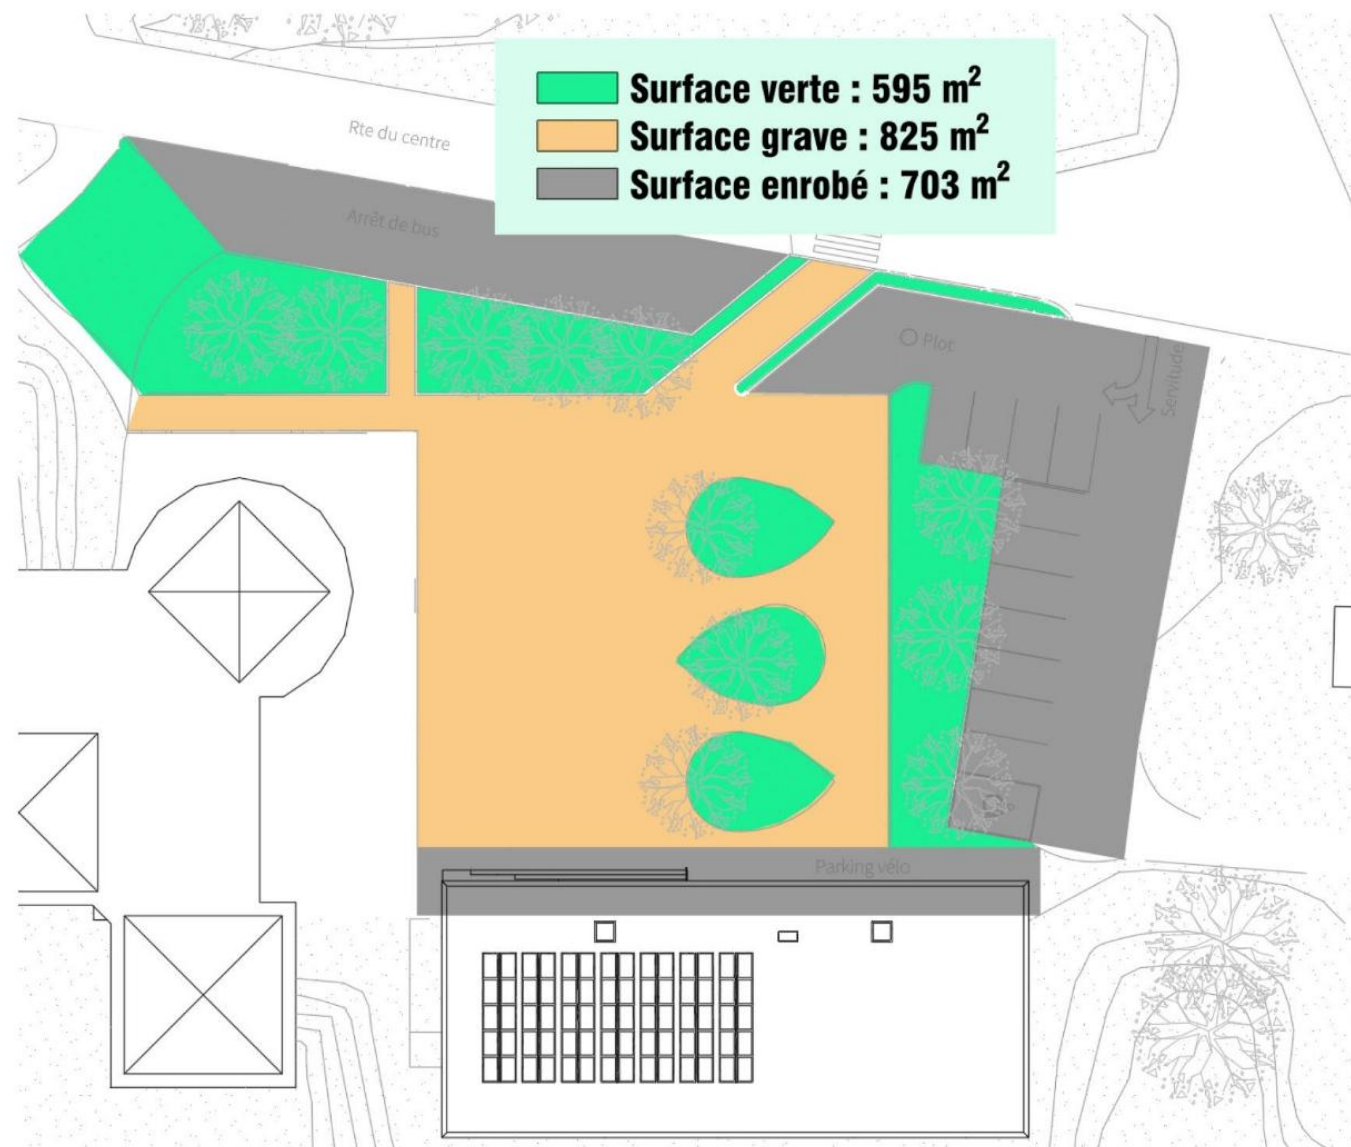 Surface verte : 595 m²
Surface grave : 825 m²
Surface enrobé : 703 m²
Rte du centre
Arrêt de bus
Plot
Servitude
Parking vélo